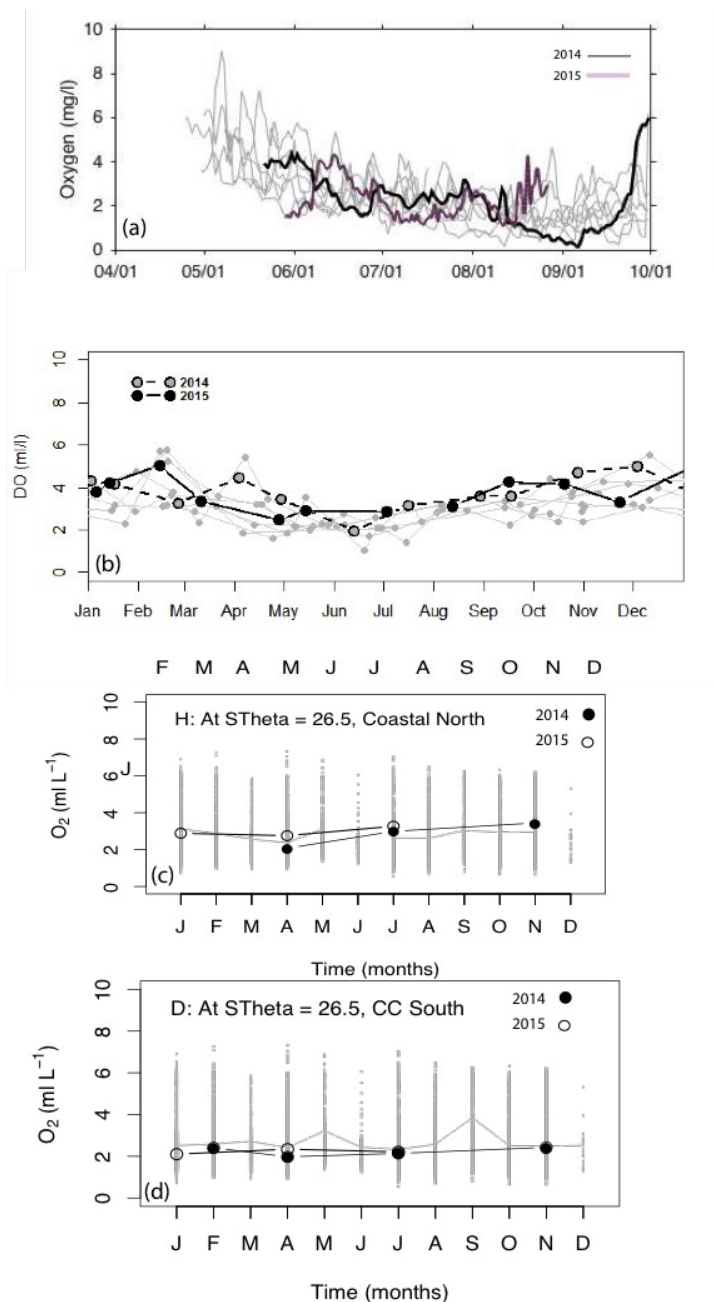 10
8
6
4
2
0
Oxygen (mg/l)
2014
2015
(a)
04/01 05/01 06/01 07/01 08/01 09/01 10/01
10
8
6
4
2
0
DO (ml/l)
2014
2015
(b)
Jan Feb Mar Apr May Jun Jul Aug Sep Oct Nov Dec
F M A M J J A S O N D
10
8
6
4
2
0
O₂ (ml L⁻¹)
H: At STheta = 26.5, Coastal North
2014
2015
J
(c)
J F M A M J J A S O N D
Time (months)
10
8
6
4
2
0
O₂ (ml L⁻¹)
D: At STheta = 26.5, CC South
2014
2015
(d)
J F M A M J J A S O N D
Time (months)